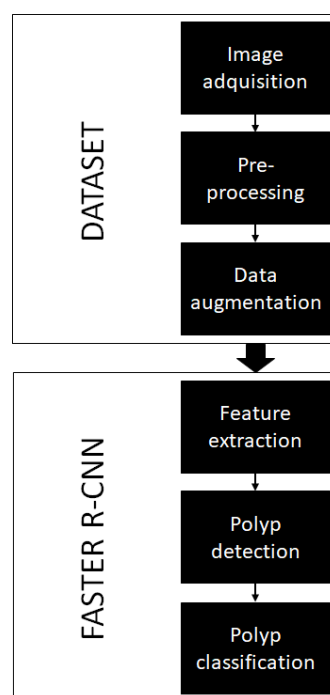 DATASET
Image
adquisition
Pre-
processing
Data
augmentation
FASTER R-CNN
Feature
extraction
Polyp
detection
Polyp
classification